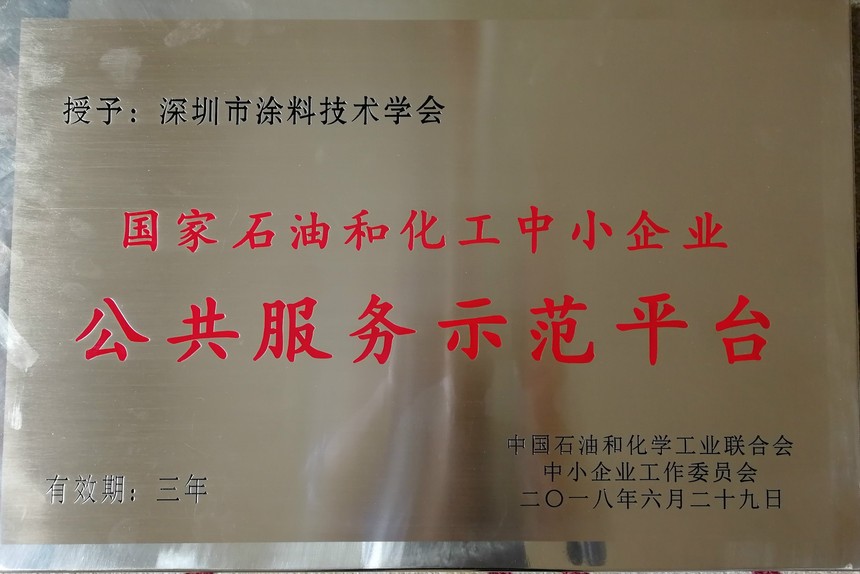 授予：深圳市涂料技术学会
国家石油和化工中小企业
公共服务示范平台
中国石油和化学工业联合会
中小企业工作委员会
有效期：三年
二〇一八年六月二十九日